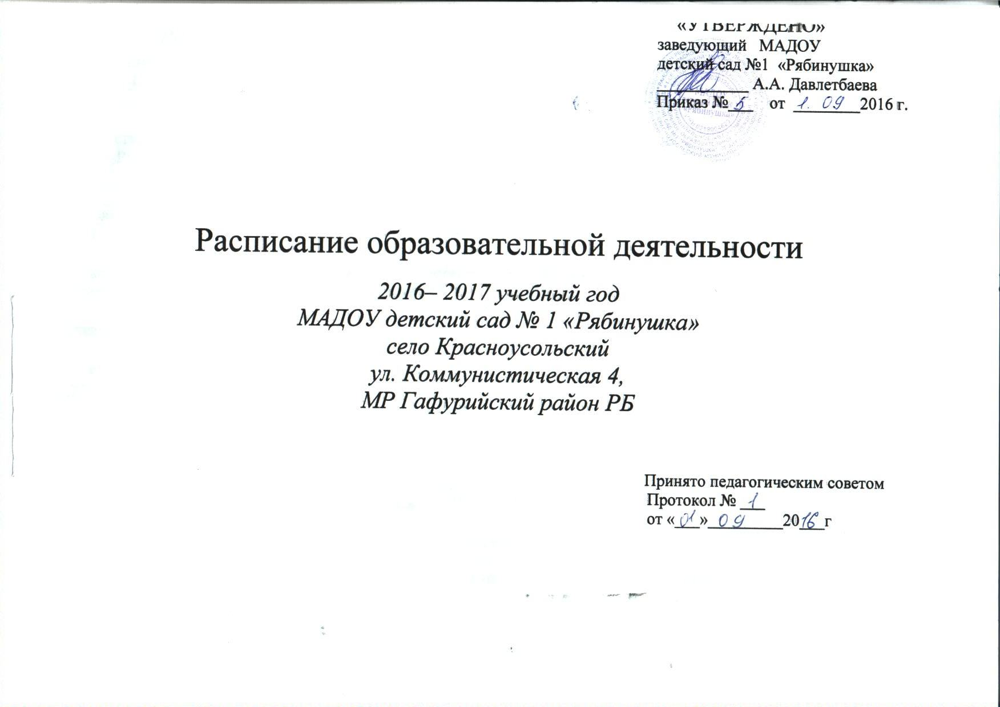 «УТВЕРЖДЕНО»
заведующий МАДОУ
детский сад №1 «Рябинушка»
____________ А.А. Давлетбаева
Приказ № 5 от 1. 09 2016 г.
«Рябинушка»
Расписание образовательной деятельности
2016– 2017 учебный год
МАДОУ детский сад № 1 «Рябинушка»
село Красноусольский
ул. Коммунистическая 4,
МР Гафурийский район РБ
Принято педагогическим советом
Протокол № 1
от «01» 09 2016 г